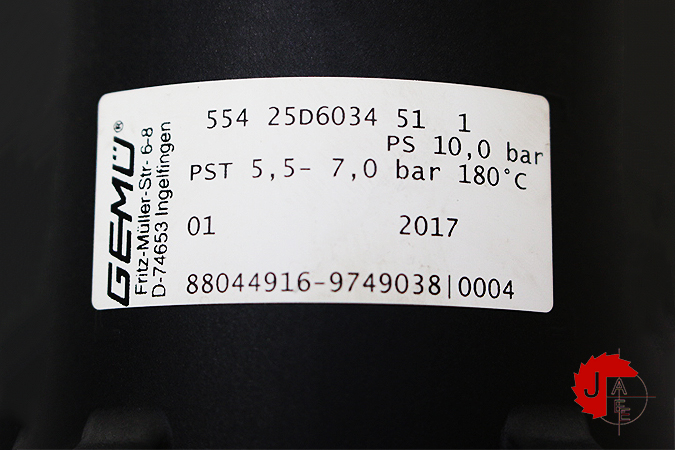 GEMÜ®
Fritz-Müller-Str- 6-8
D-74653 Ingelfingen
554 25D6034 51 1
PS 10,0 bar
PST 5,5- 7,0 bar 180°C
01 2017
88044916-9749038|0004
J
A
E
E